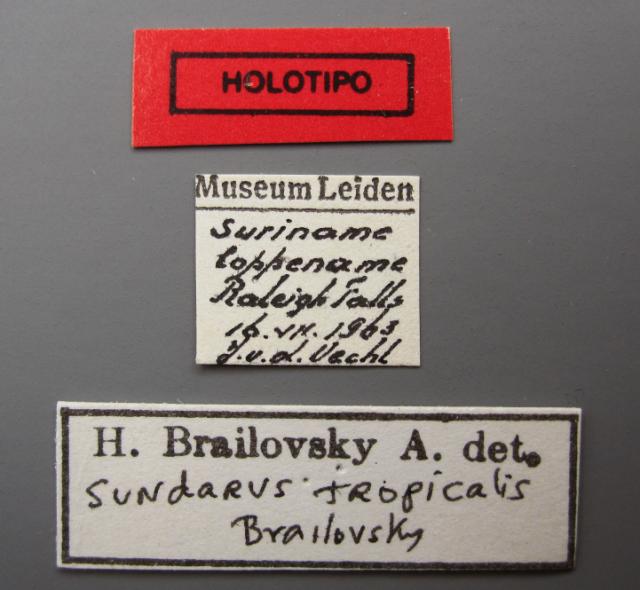 HOLOTIPO
Museum Leiden
Suriname
Coppename
Raleigh Falls
16.VII.1963
J.v.d.Vecht
H. Brailovsky A. det.
Sundarus tropicalis
Brailovsky